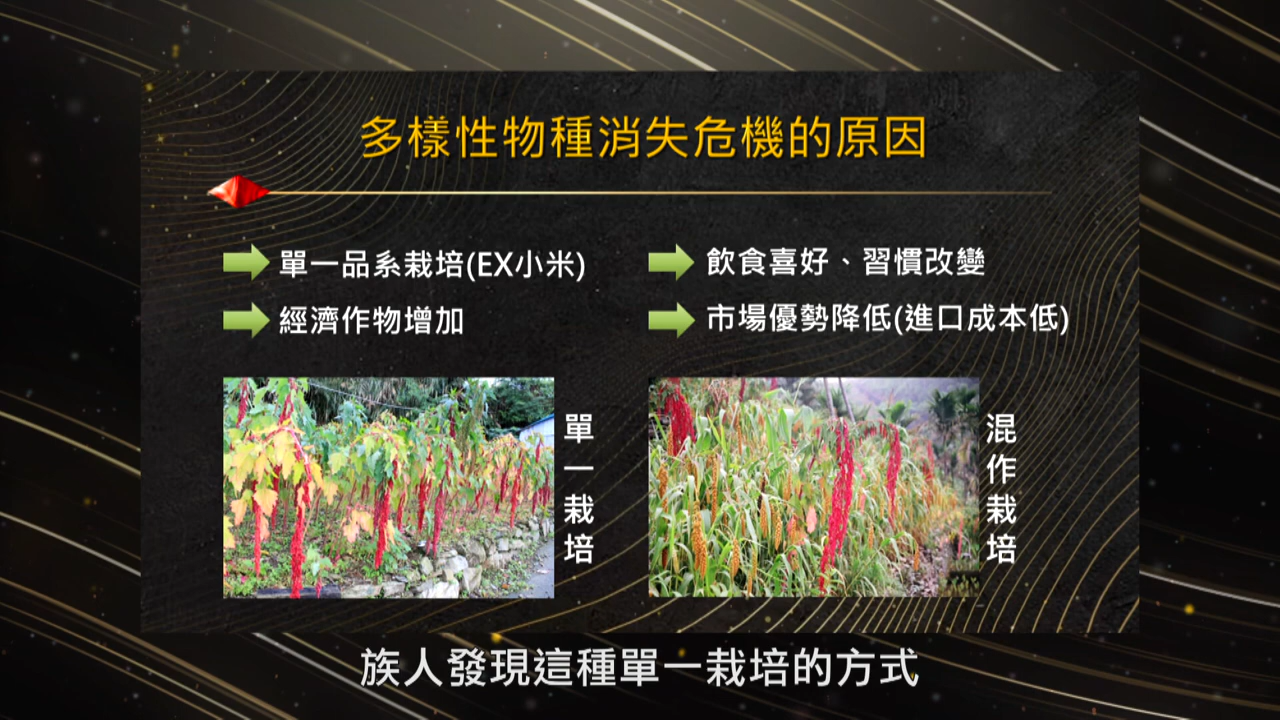 多樣性物種消失危機的原因
單一品系栽培(EX小米)
經濟作物增加
飲食喜好、習慣改變
市場優勢降低(進口成本低)
單一栽培
混作栽培
族人發現這種單一栽培的方式